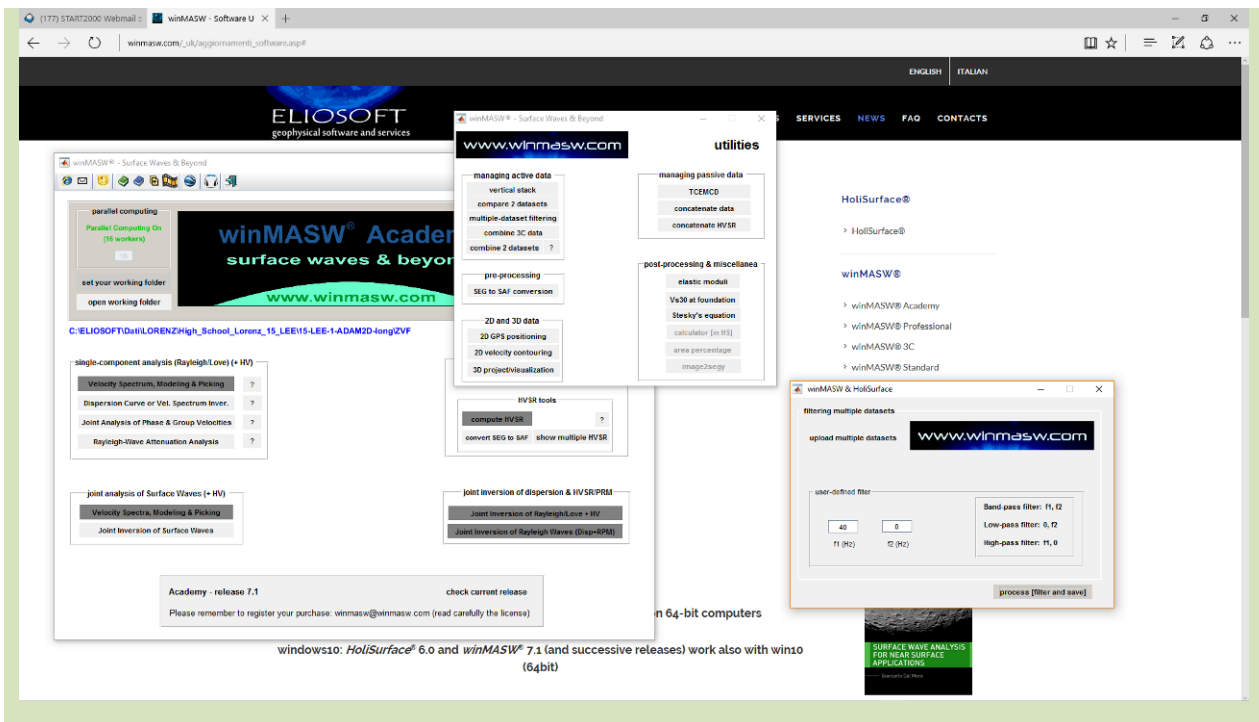 (177) START2000 Webmail ::
winMASW - Software U
winmasw.com/_uk/aggiornamenti_software.asp#
ENGLISH ITALIAN
ELIOSOFT
geophysical software and services
SERVICES NEWS FAQ CONTACTS
winMASW® - Surface Waves & Beyond
parallel computing
Parallel Computing On
(16 workers)
16
set your working folder
open working folder
winMASW® Acade
surface waves & beyo
www.winmasw.com
C:\ELIOSOFT\Dati\LORENZ\High_School_Lorenz_15_LEE\15-LEE-1-ADAM2D-long\ZVF
single-component analysis (Rayleigh/Love) (+ HV)
Velocity Spectrum, Modeling & Picking ?
Dispersion Curve or Vel. Spectrum Inver. ?
Joint Analysis of Phase & Group Velocities ?
Rayleigh-Wave Attenuation Analysis ?
HVSR tools
compute HVSR ?
convert SEG to SAF show multiple HVSR
joint analysis of Surface Waves (+ HV)
Velocity Spectra, Modeling & Picking
Joint Inversion of Surface Waves
joint inversion of dispersion & HVSR/PRM
Joint Inversion of Rayleigh/Love + HV
Joint Inversion of Rayleigh Waves (Disp+RPM)
Academy - release 7.1
check current release
Please remember to register your purchase: winmasw@winmasw.com (read carefully the license)
winMASW® - Surface Waves & Beyond
www.winmasw.com
utilities
managing active data
vertical stack
compare 2 datasets
multiple-dataset filtering
combine 3C data
combine 2 datasets ?
pre-processing
SEG to SAF conversion
2D and 3D data
2D GPS positioning
2D velocity contouring
3D project/visualization
managing passive data
TCEMCD
concatenate data
concatenate HVSR
post-processing & miscellanea
elastic moduli
Vs30 at foundation
Stesky's equation
calculator [in RS]
area percentage
image2segy
HoliSurface®
> HoliSurface®
winMASW®
> winMASW® Academy
> winMASW® Professional
> winMASW® 3C
> winMASW® Standard
winMASW & HoliSurface
filtering multiple datasets
upload multiple datasets
www.winmasw.com
user-defined filter
40 0
f1 (Hz) f2 (Hz)
Band-pass filter: f1, f2
Low-pass filter: 0, f2
High-pass filter: f1, 0
process [filter and save]
n 64-bit computers
windows10: HoliSurface® 6.0 and winMASW® 7.1 (and successive releases) work also with win10
(64bit)
SURFACE WAVE ANALYSIS
FOR NEAR SURFACE
APPLICATIONS
Giancarlo Dal Moro